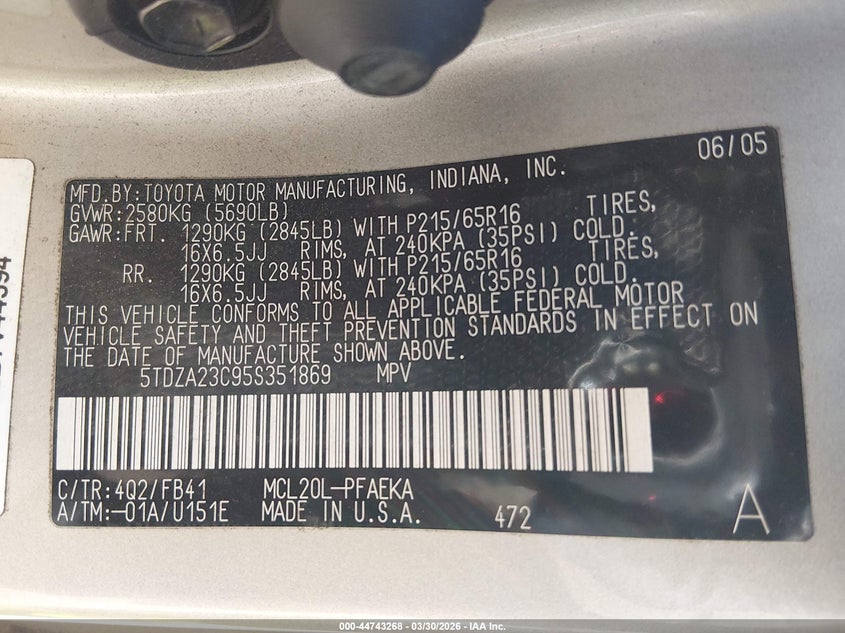 06/05
MFD.BY:TOYOTA MOTOR MANUFACTURING, INDIANA, INC.
GVWR:2580KG (5690LB)
GAWR:FRT. 1290KG (2845LB) WITH P215/65R16 TIRES,
16X6.5JJ RIMS, AT 240KPA (35PSI) COLD.
RR. 1290KG (2845LB) WITH P215/65R16 TIRES,
16X6.5JJ RIMS, AT 240KPA (35PSI) COLD.
THIS VEHICLE CONFORMS TO ALL APPLICABLE FEDERAL MOTOR
VEHICLE SAFETY AND THEFT PREVENTION STANDARDS IN EFFECT ON
THE DATE OF MANUFACTURE SHOWN ABOVE.
5TDZA23C95S351869 MPV
C/TR:4Q2/FB41 MCL20L-PFAEKA
A/TM:-01A/U151E MADE IN U.S.A. 472 A
000-44743268 - 03/30/2026 - IAA Inc.